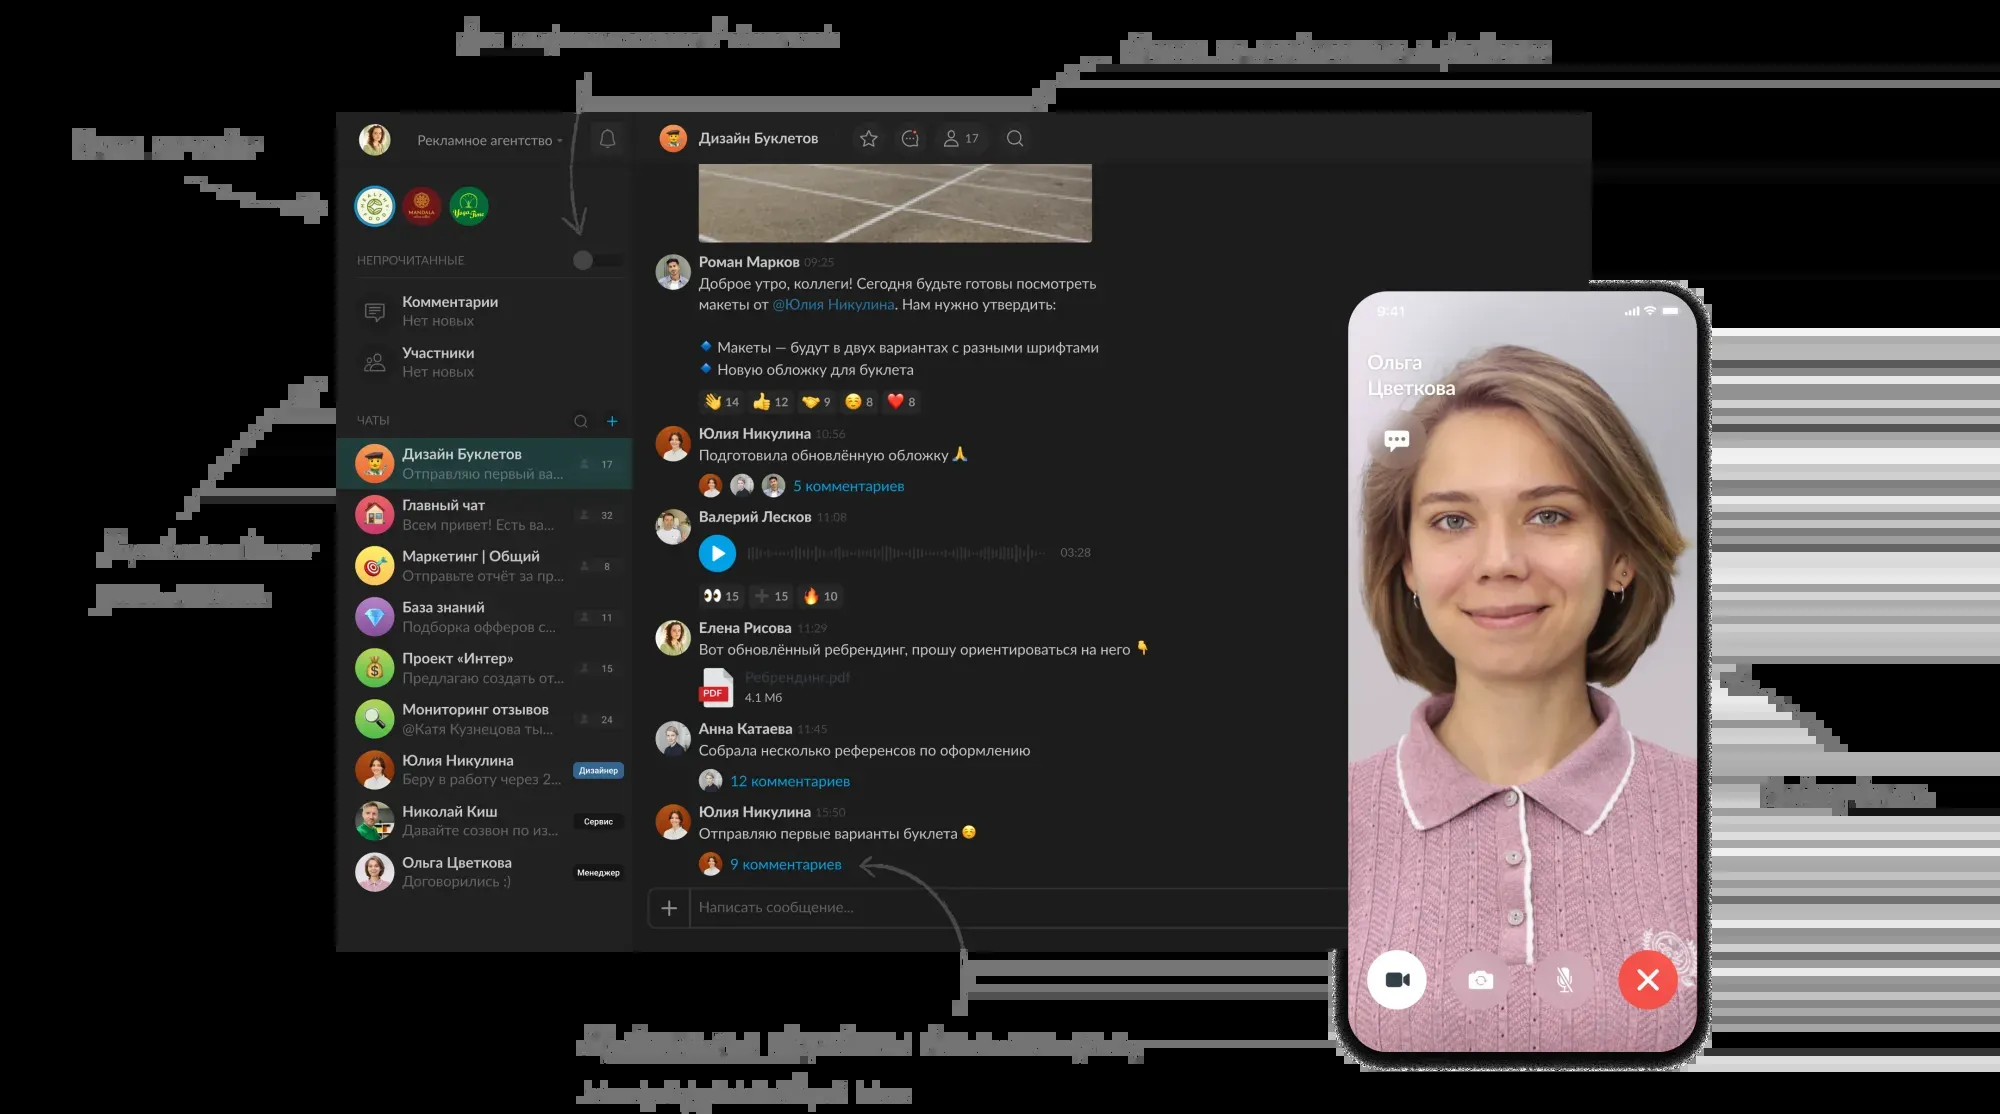 Рекламное агентство
HEALTHY FOOD
MANDALA
Yoga Time
НЕПРОЧИТАННЫЕ
Комментарии
Нет новых
Участники
Нет новых
ЧАТЫ
Дизайн Буклетов
Отправляю первый ва...
17
Главный чат
Всем привет! Есть ва...
32
Маркетинг | Общий
Отправьте отчёт за пр...
8
База знаний
Подборка офферов с...
11
Проект «Интер»
Предлагаю создать от...
15
Мониторинг отзывов
@Катя Кузнецова ты...
24
Юлия Никулина
Беру в работу через 2...
Дизайнер
Николай Киш
Давайте созвон по из...
Сервис
Ольга Цветкова
Договорились :)
Менеджер
Дизайн Буклетов
17
Роман Марков 09:25
Доброе утро, коллеги! Сегодня будьте готовы посмотреть
макеты от @Юлия Никулина. Нам нужно утвердить:
🔹 Макеты — будут в двух вариантах с разными шрифтами
🔹 Новую обложку для буклета
👋 14 👍 12 🤝 9 ☺️ 8 ❤️ 8
Юлия Никулина 10:56
Подготовила обновлённую обложку 🙏
5 комментариев
Валерий Лесков 11:08
03:28
👀 15 ➕ 15 🔥 10
Елена Рисова 11:29
Вот обновлённый ребрендинг, прошу ориентироваться на него 👇
PDF
Ребрендинг.pdf
4.1 Мб
Анна Катаева 11:45
Собрала несколько референсов по оформлению
12 комментариев
Юлия Никулина 15:50
Отправляю первые варианты буклета ☺️
9 комментариев
Написать сообщение...
9:41
Ольга
Цветкова